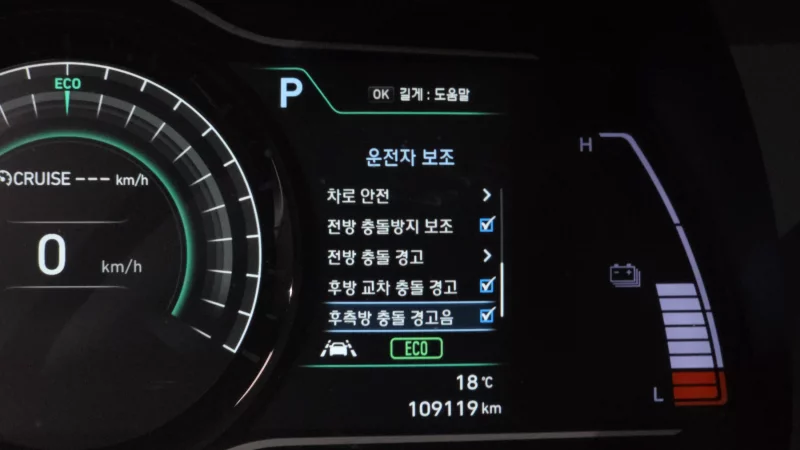 ECO
CRUISE --- km/h
0 km/h
P
OK 길게 : 도움말
운전자 보조
차로 안전
전방 충돌방지 보조
전방 충돌 경고
후방 교차 충돌 경고
후측방 충돌 경고음
ECO
18 °C
109119 km
H
L